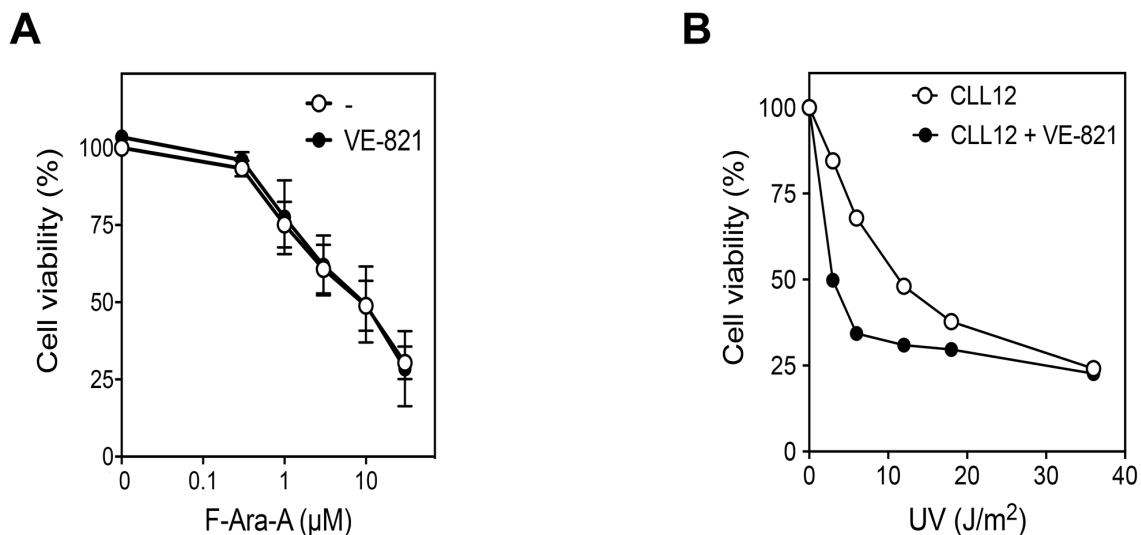 A
-
VE-821
100
75
50
25
0
Cell viability (%)
0 0.1 1 10
F-Ara-A (µM)
B
CLL12
CLL12 + VE-821
100
75
50
25
0
Cell viability (%)
0 10 20 30 40
UV (J/m²)